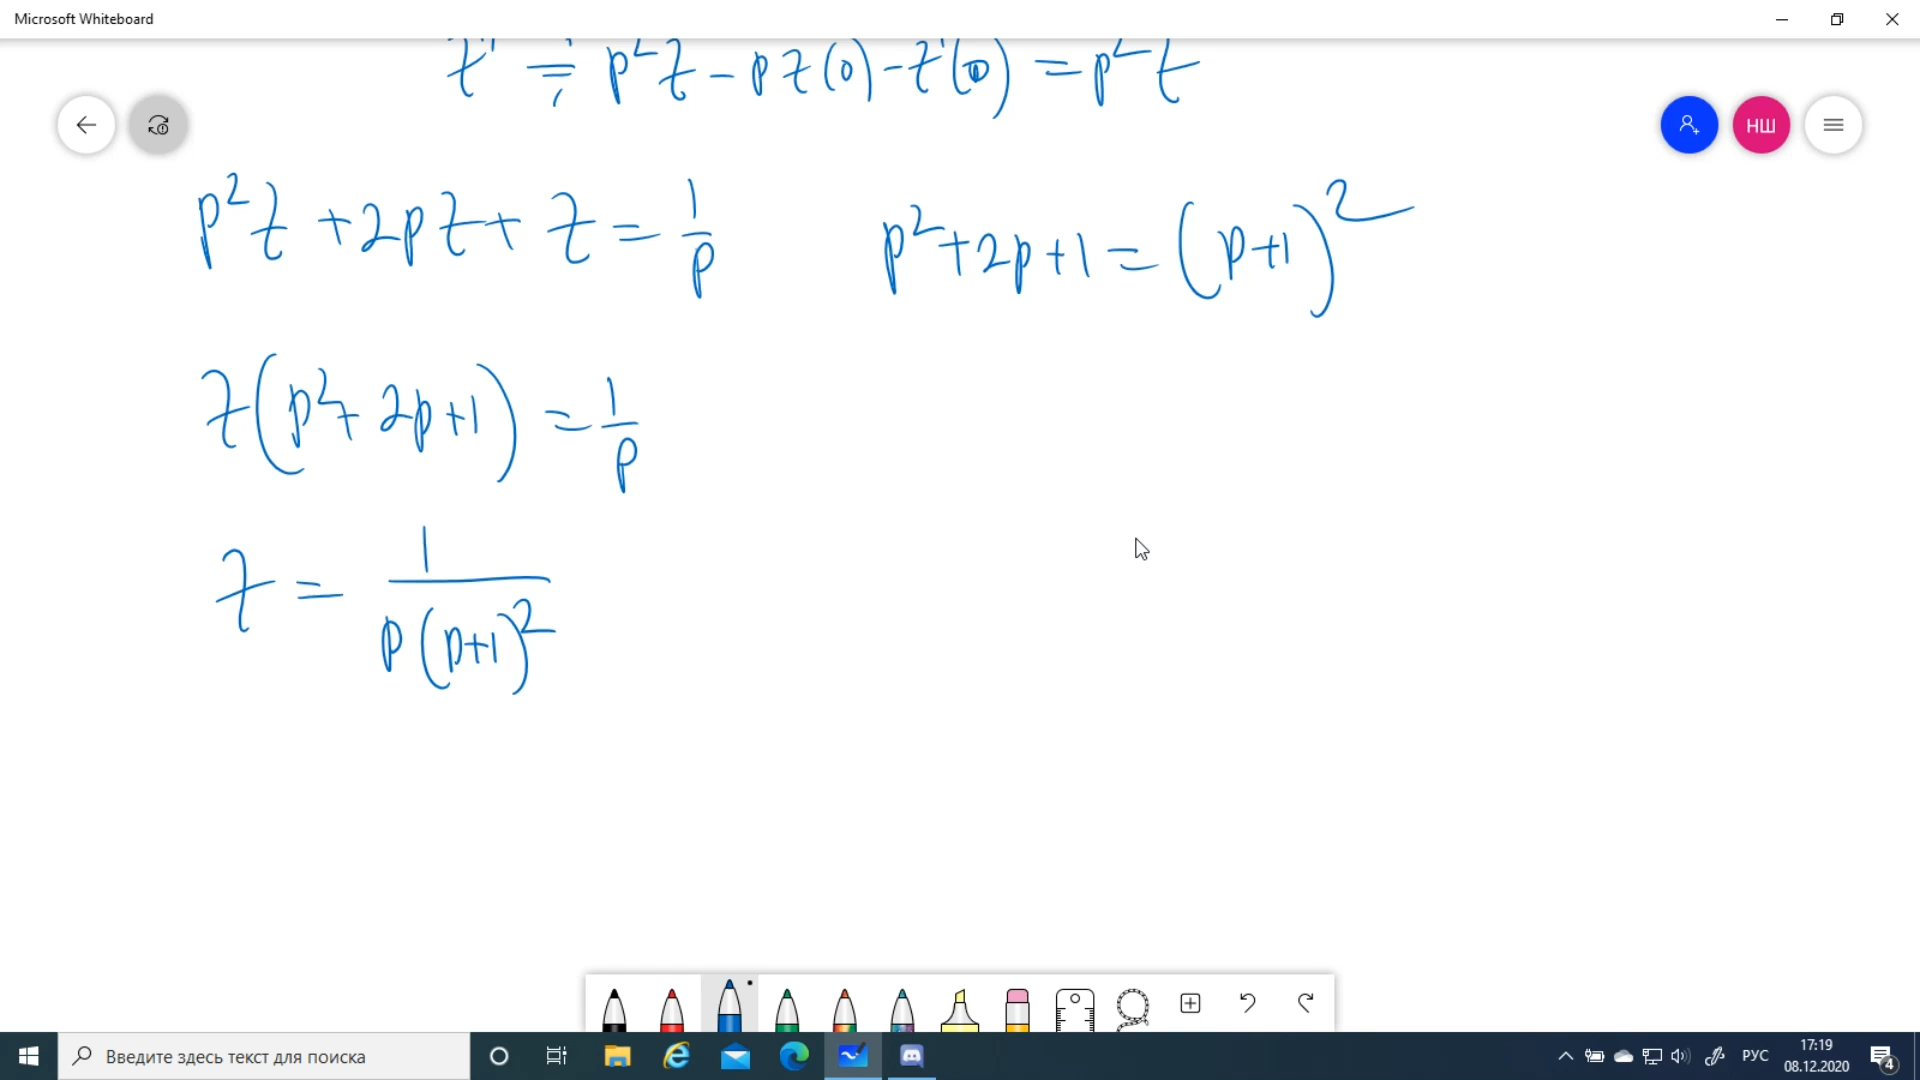 Microsoft Whiteboard
z'' ≓ p²z - pz(0) - z'(0) = p²z
НШ
p²z + 2pz + z = 1/p
p² + 2p + 1 = (p+1)²
z(p² + 2p + 1) = 1/p
z = 1/(p(p+1)²)
Введите здесь текст для поиска
РУС
17:19
08.12.2020
4